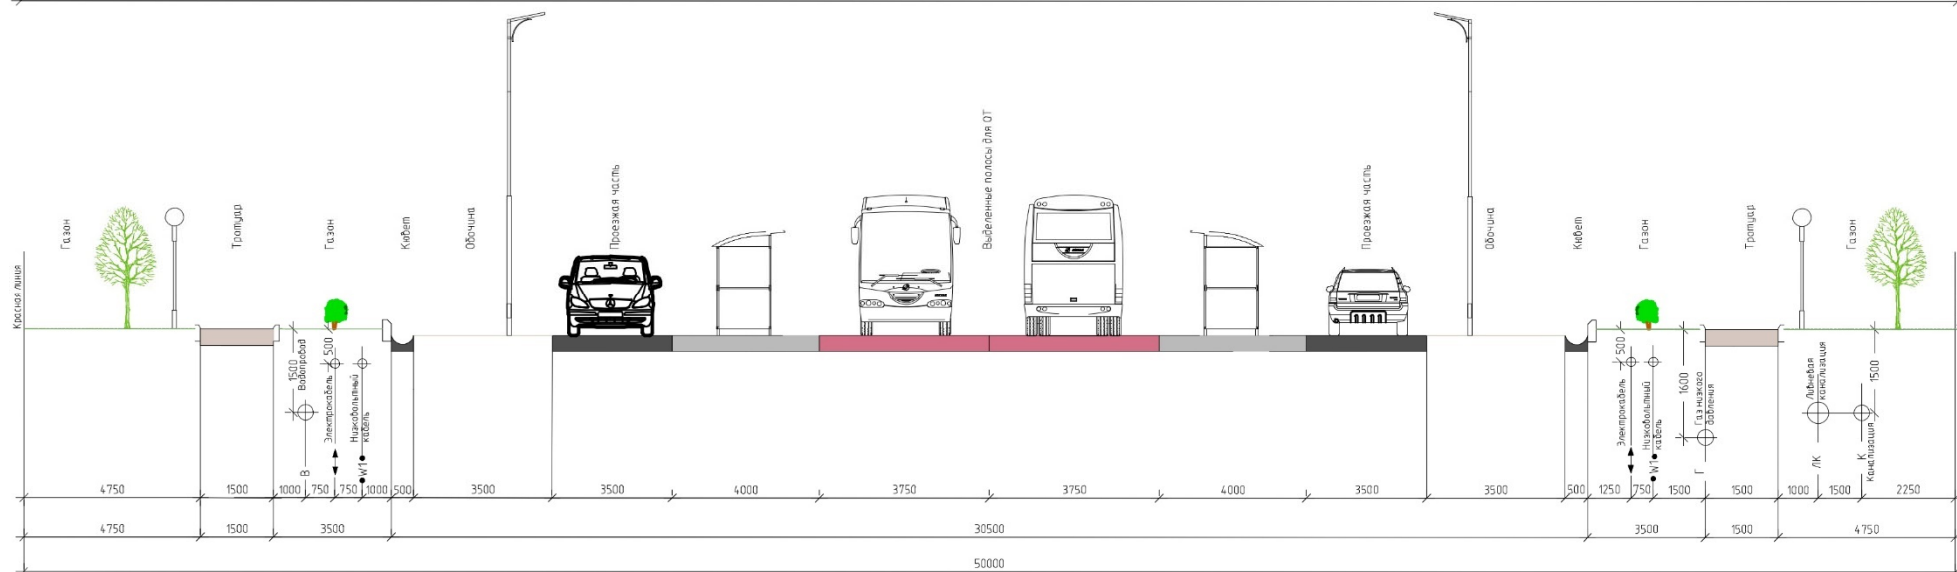 Красная линия
Газон
Тротуар
Газон
Кювет
Обочина
Проезжая часть
Выделенные полосы для ОТ
Проезжая часть
Обочина
Кювет
Газон
Тротуар
Газон
1500
Водопровод
500
Электрокабель
Низковольтный
кабель
В
W1
500
Электрокабель
Низковольтный
кабель
W1
1600
Газ низкого
давления
Г
Ливневая
канализация
ЛК
1500
К
Канализация
4750 1500 1000 750 750 1000 500 3500 3500 4000 3750 3750 4000 3500 3500 500 1250 750 1500 1500 1000 1500 2250
4750 1500 3500 30500 3500 1500 4750
50000